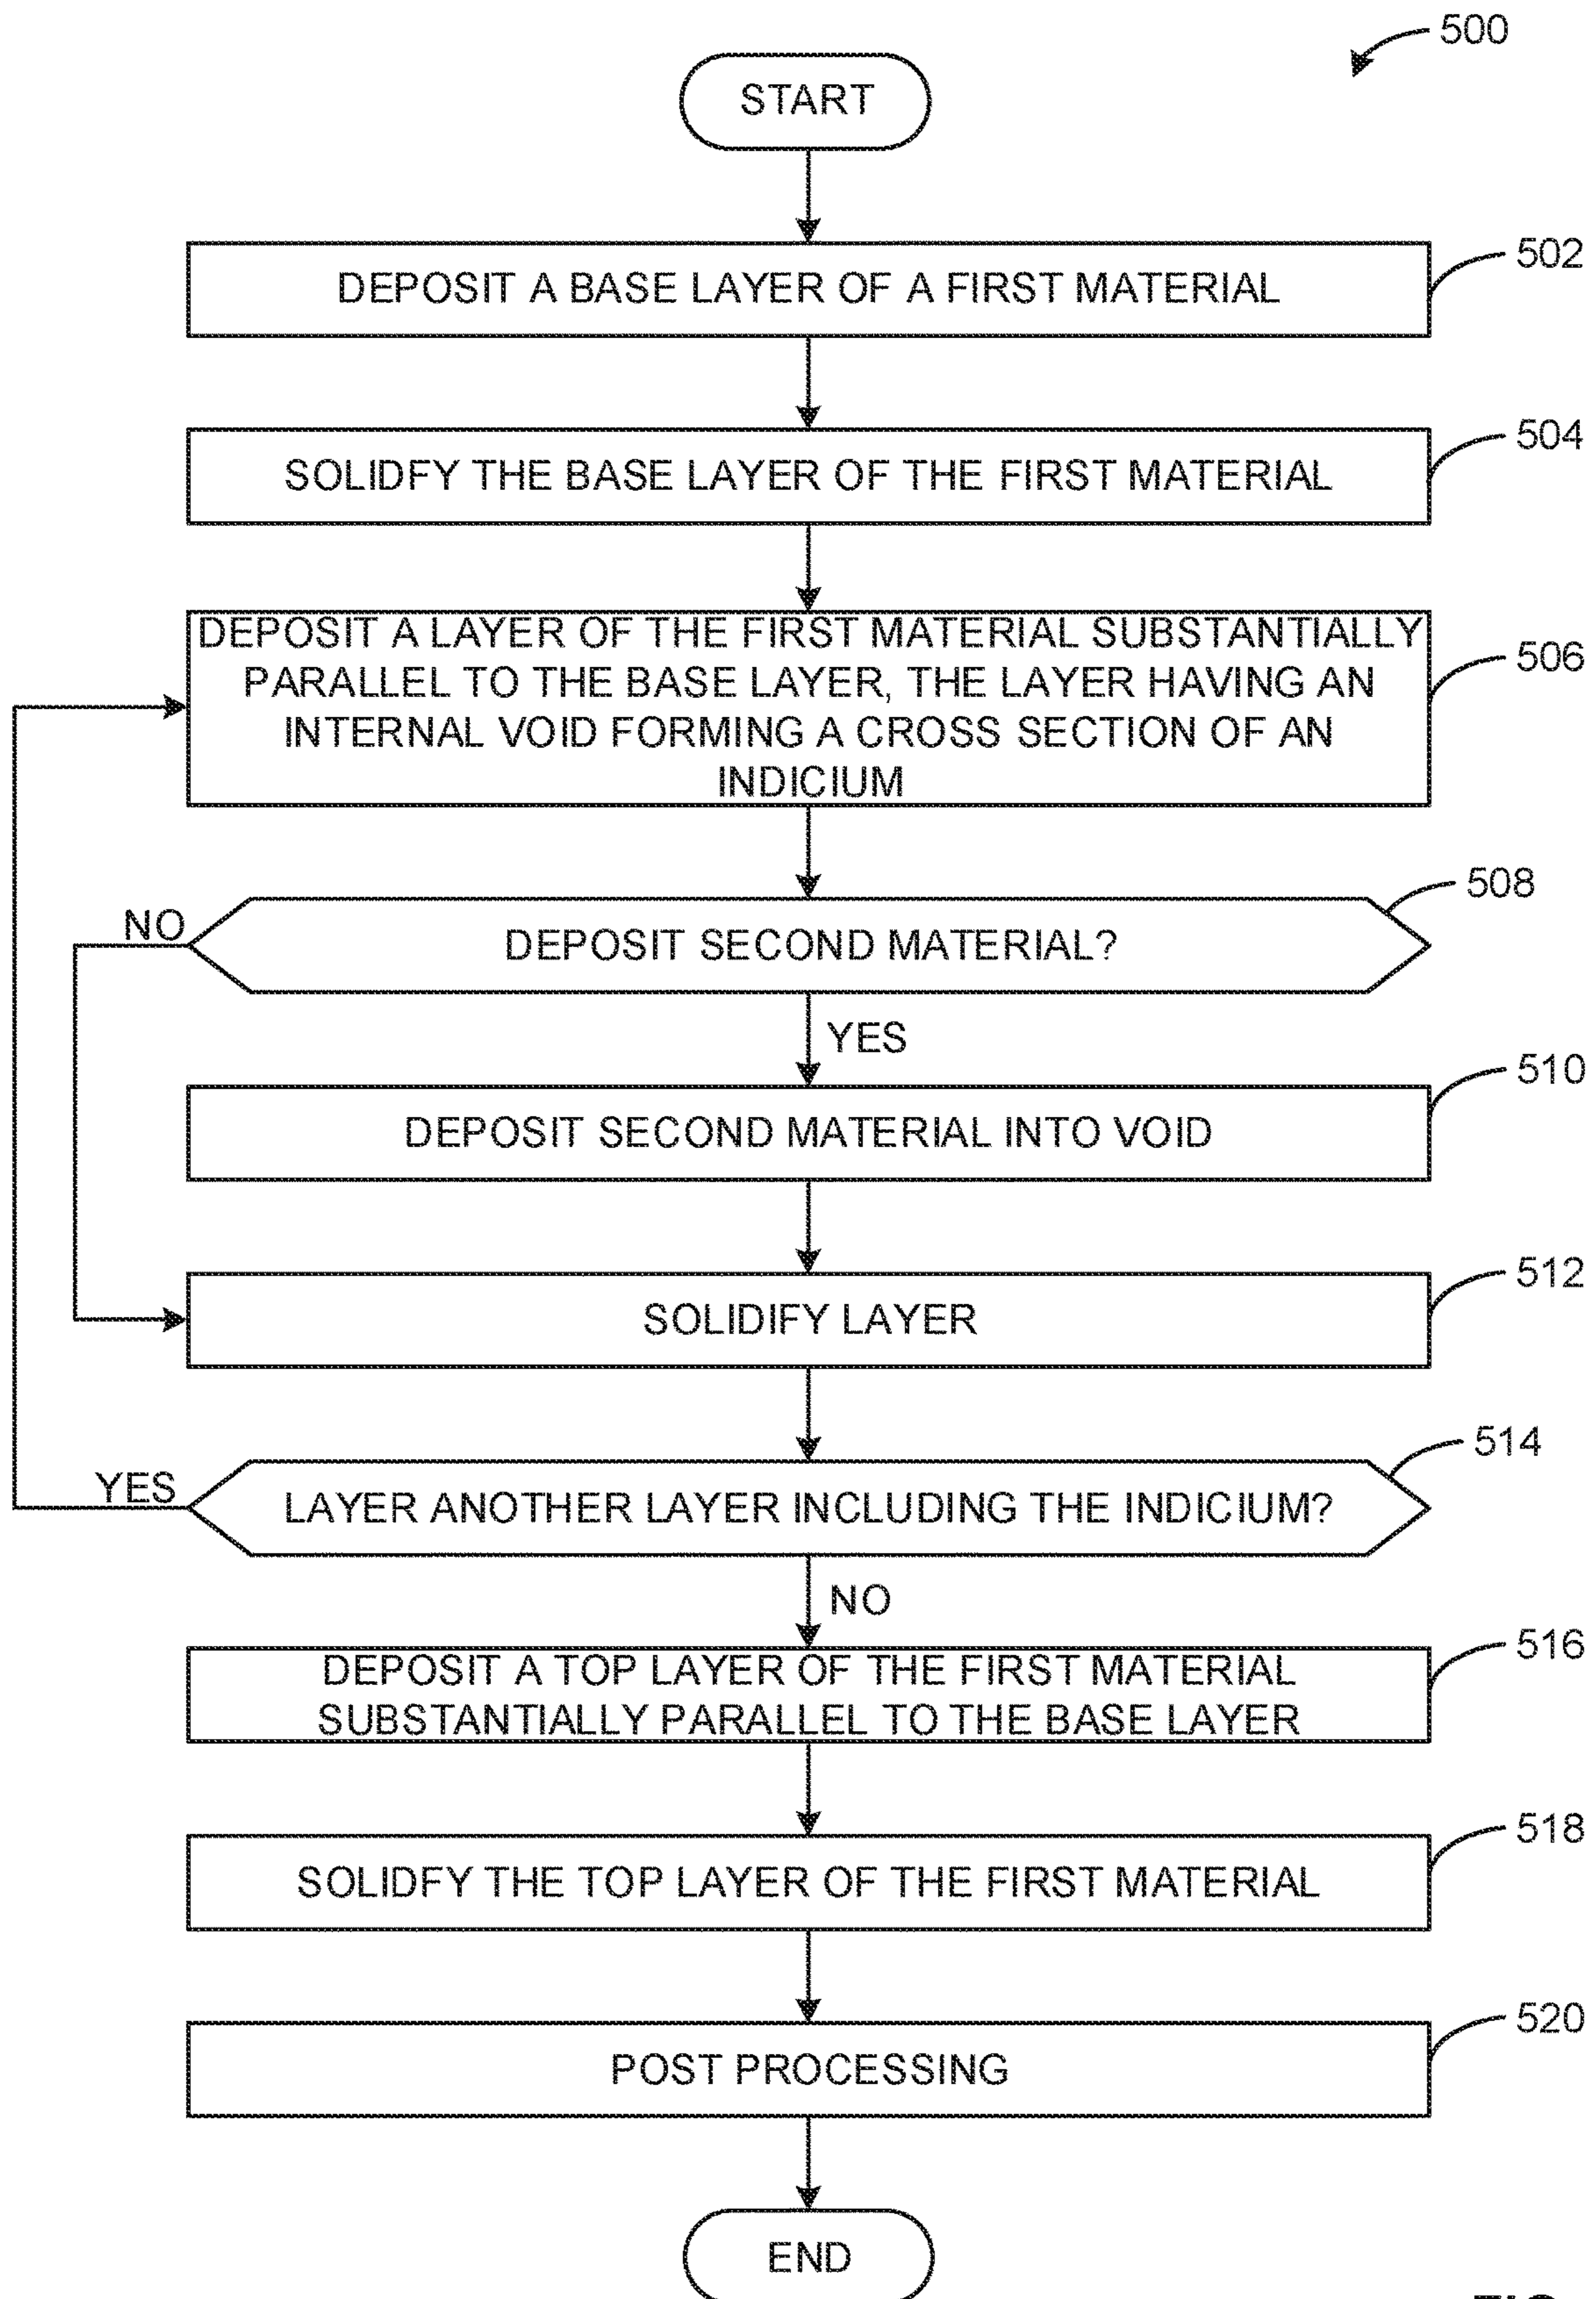 500
START
DEPOSIT A BASE LAYER OF A FIRST MATERIAL
502
SOLIDFY THE BASE LAYER OF THE FIRST MATERIAL
504
DEPOSIT A LAYER OF THE FIRST MATERIAL SUBSTANTIALLY
PARALLEL TO THE BASE LAYER, THE LAYER HAVING AN
INTERNAL VOID FORMING A CROSS SECTION OF AN
INDICIUM
506
DEPOSIT SECOND MATERIAL?
508
NO
YES
DEPOSIT SECOND MATERIAL INTO VOID
510
SOLIDIFY LAYER
512
LAYER ANOTHER LAYER INCLUDING THE INDICIUM?
514
YES
NO
DEPOSIT A TOP LAYER OF THE FIRST MATERIAL
SUBSTANTIALLY PARALLEL TO THE BASE LAYER
516
SOLIDFY THE TOP LAYER OF THE FIRST MATERIAL
518
POST PROCESSING
520
END